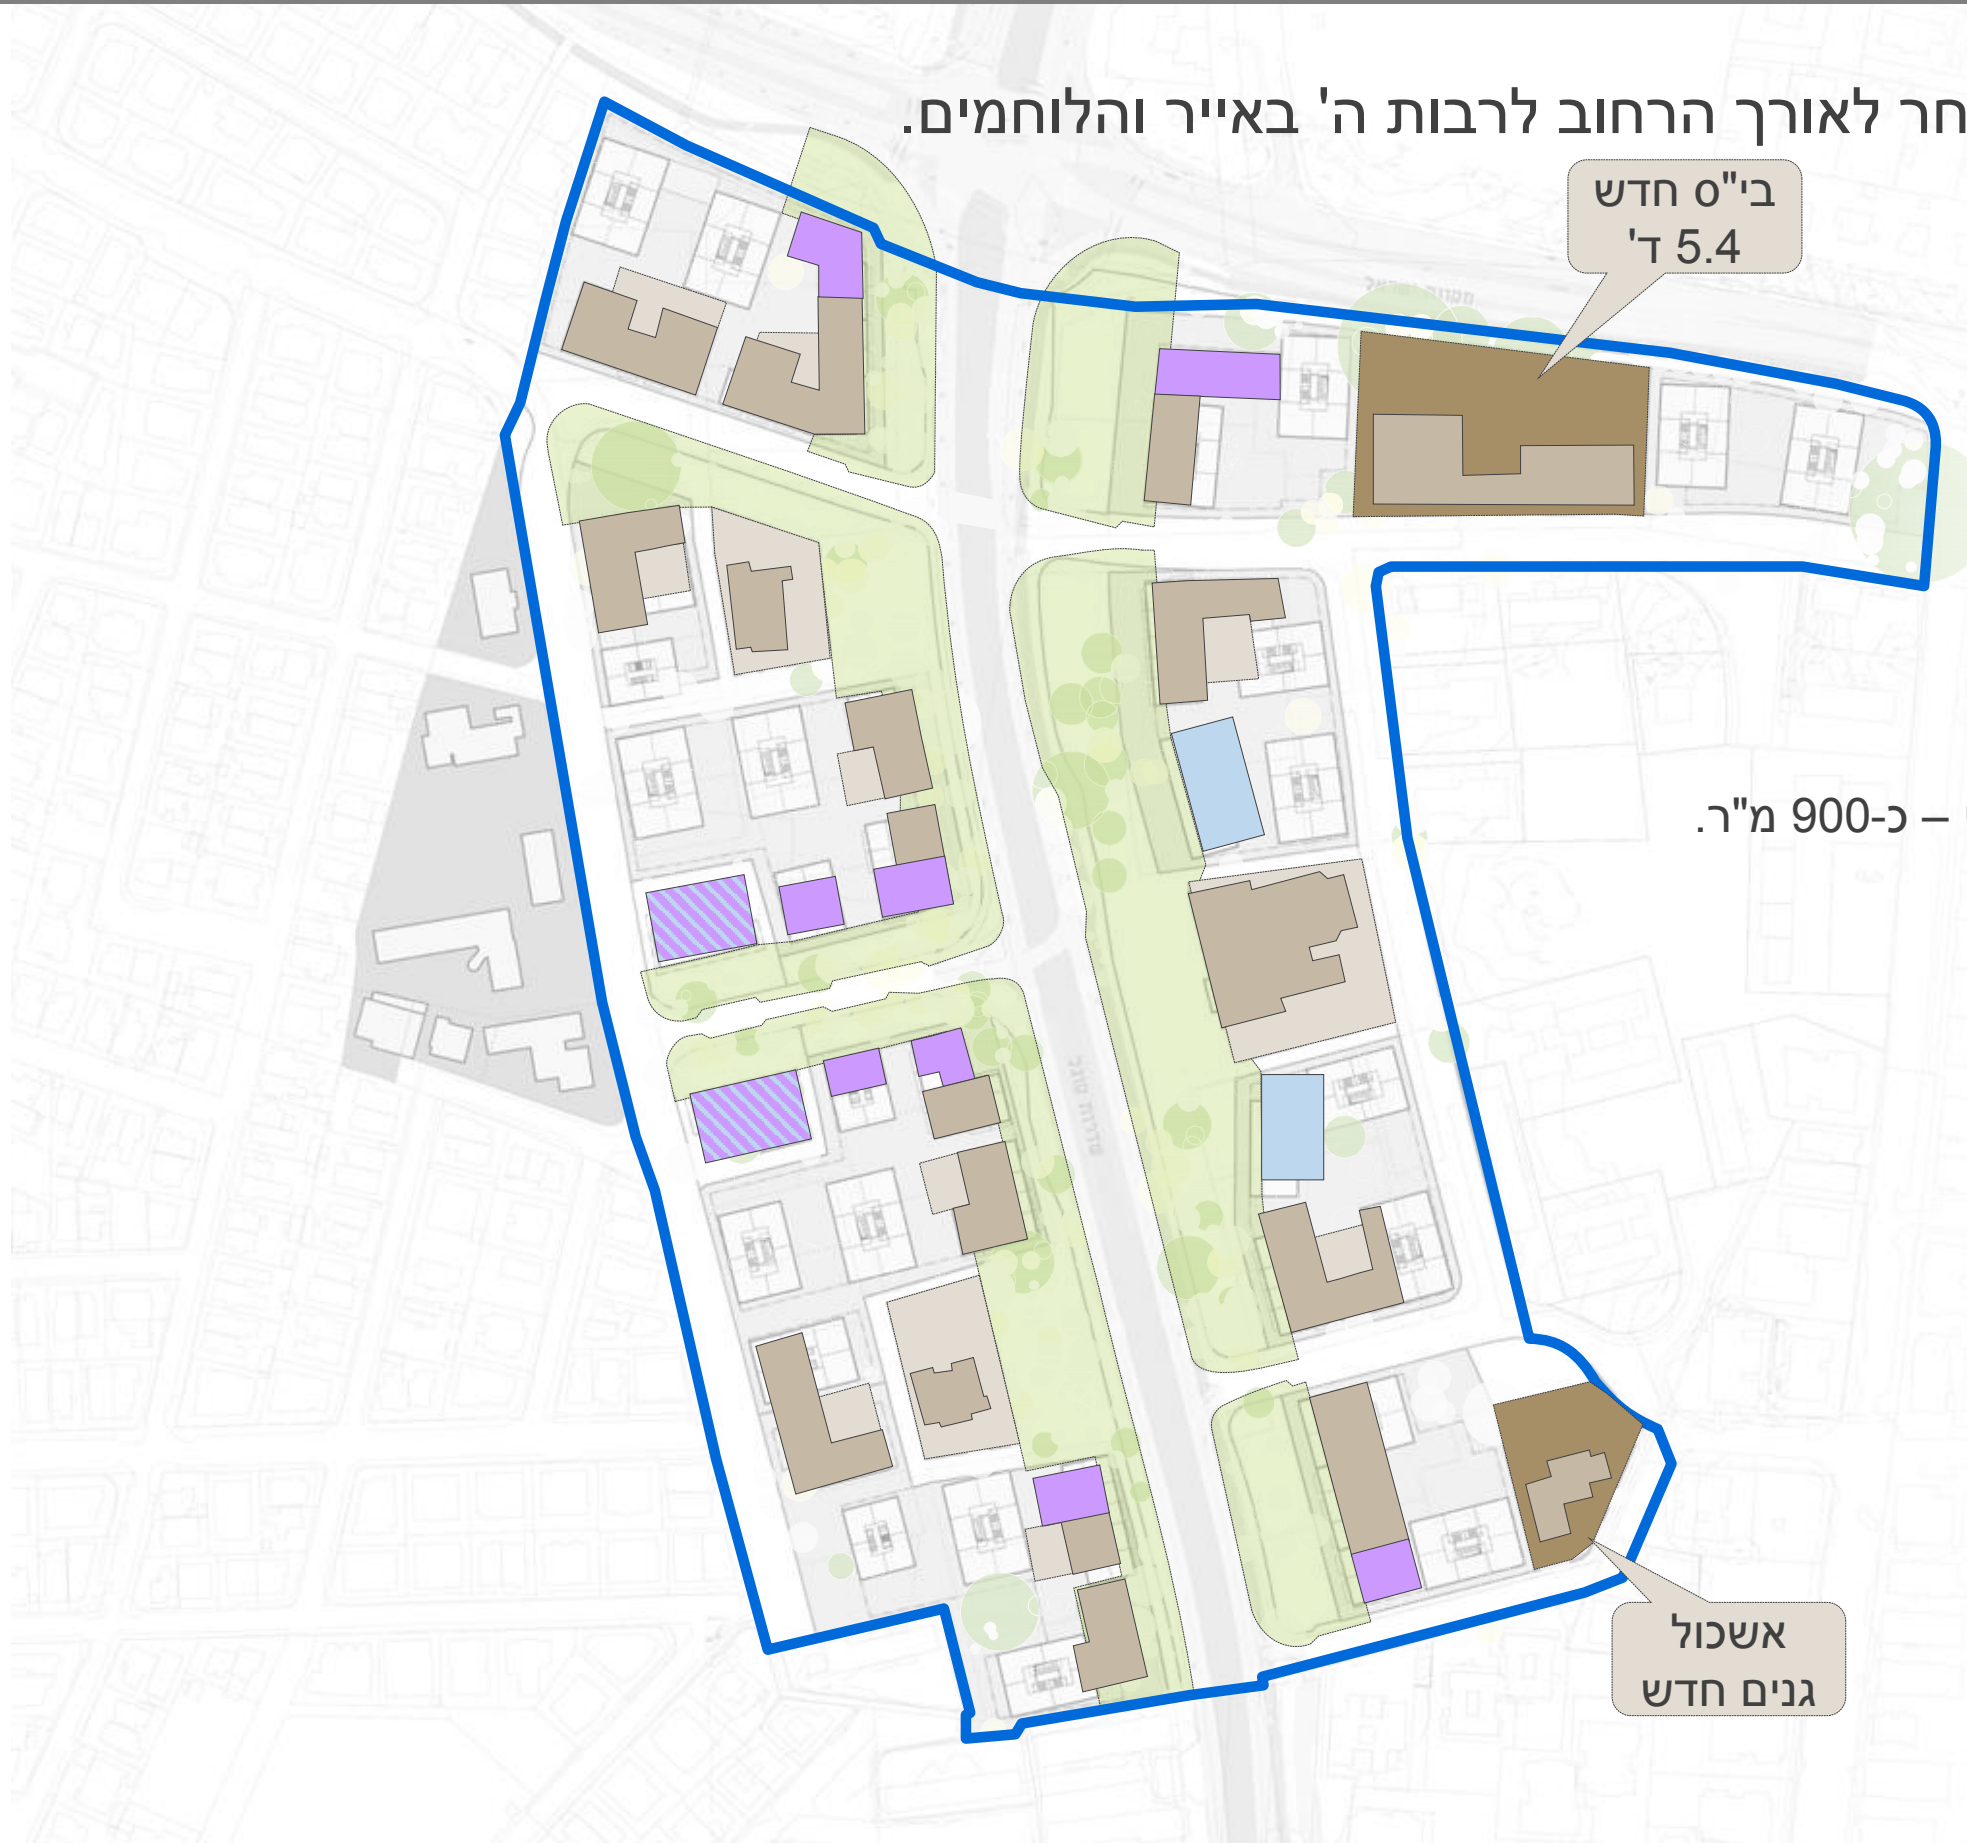 חר לאורך הרחוב לרבות ה' באייר והלוחמים.
בי"ס חדש
5.4 ד'
– כ-900 מ"ר.
אשכול
גנים חדש